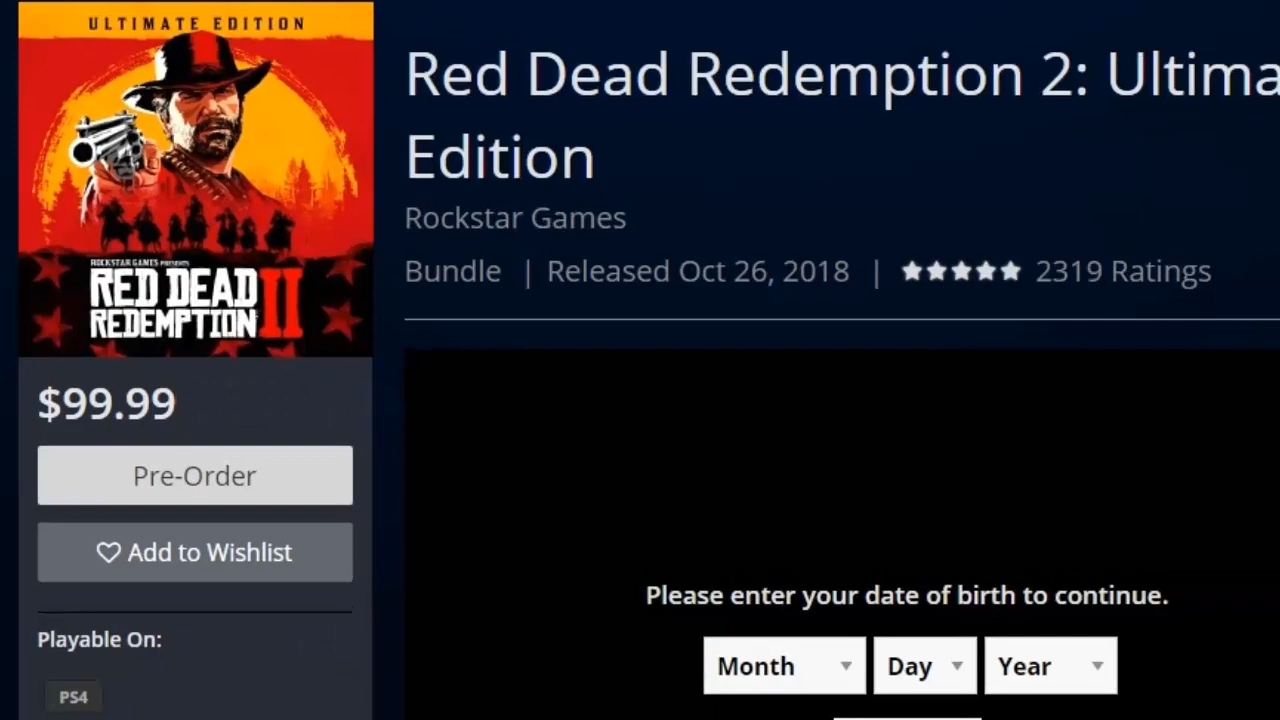 ULTIMATE EDITION
ROCKSTAR GAMES PRESENTS
RED DEAD
REDEMPTION II
$99.99
Pre-Order
Add to Wishlist
Playable On:
PS4
Red Dead Redemption 2: Ultima
Edition
Rockstar Games
Bundle | Released Oct 26, 2018 | ★★★★★ 2319 Ratings
Please enter your date of birth to continue.
Month Day Year